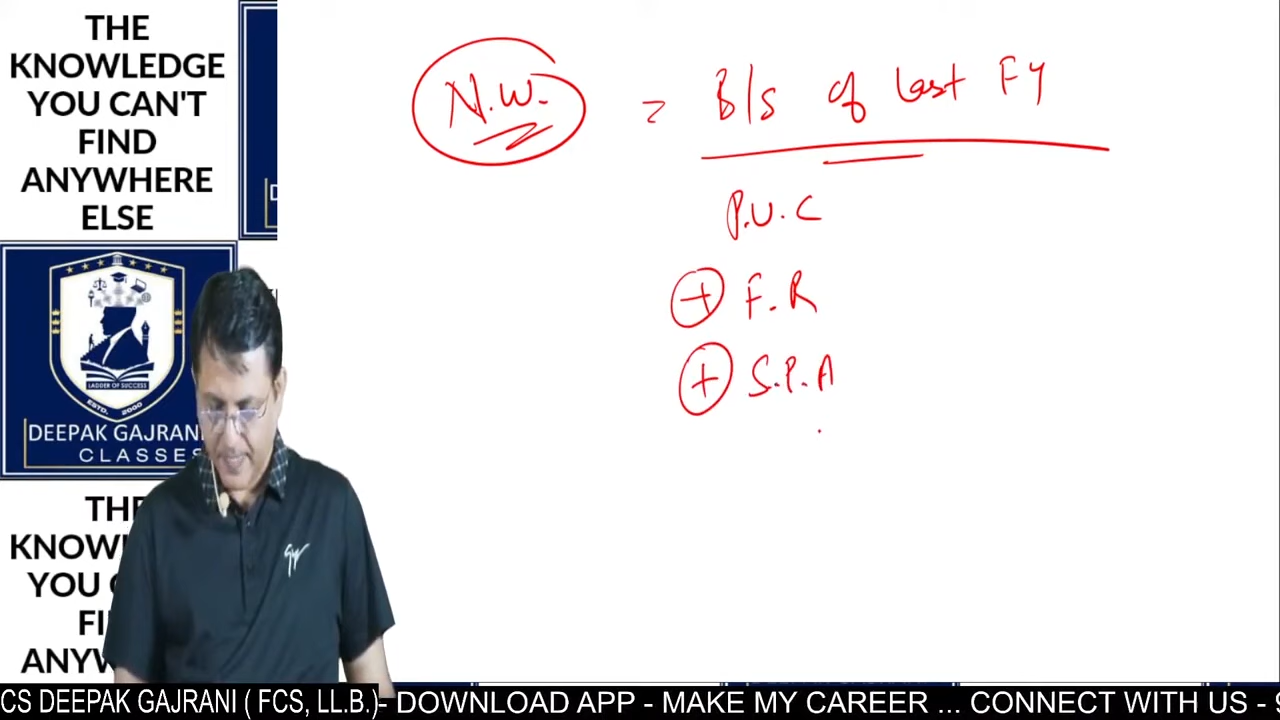 THE
KNOWLEDGE
YOU CAN'T
FIND
ANYWHERE
ELSE
N.W. = B/s of last FY
P.U.C
+ F.R
+ S.P.A
LADER OF SUCCESS
ESTD. 2000
DEEPAK GAJRANI
CLASSES
THE
KNOW
YOU C
FI
ANYW
CS DEEPAK GAJRANI ( FCS, LL.B.)- DOWNLOAD APP - MAKE MY CAREER ... CONNECT WITH US - S